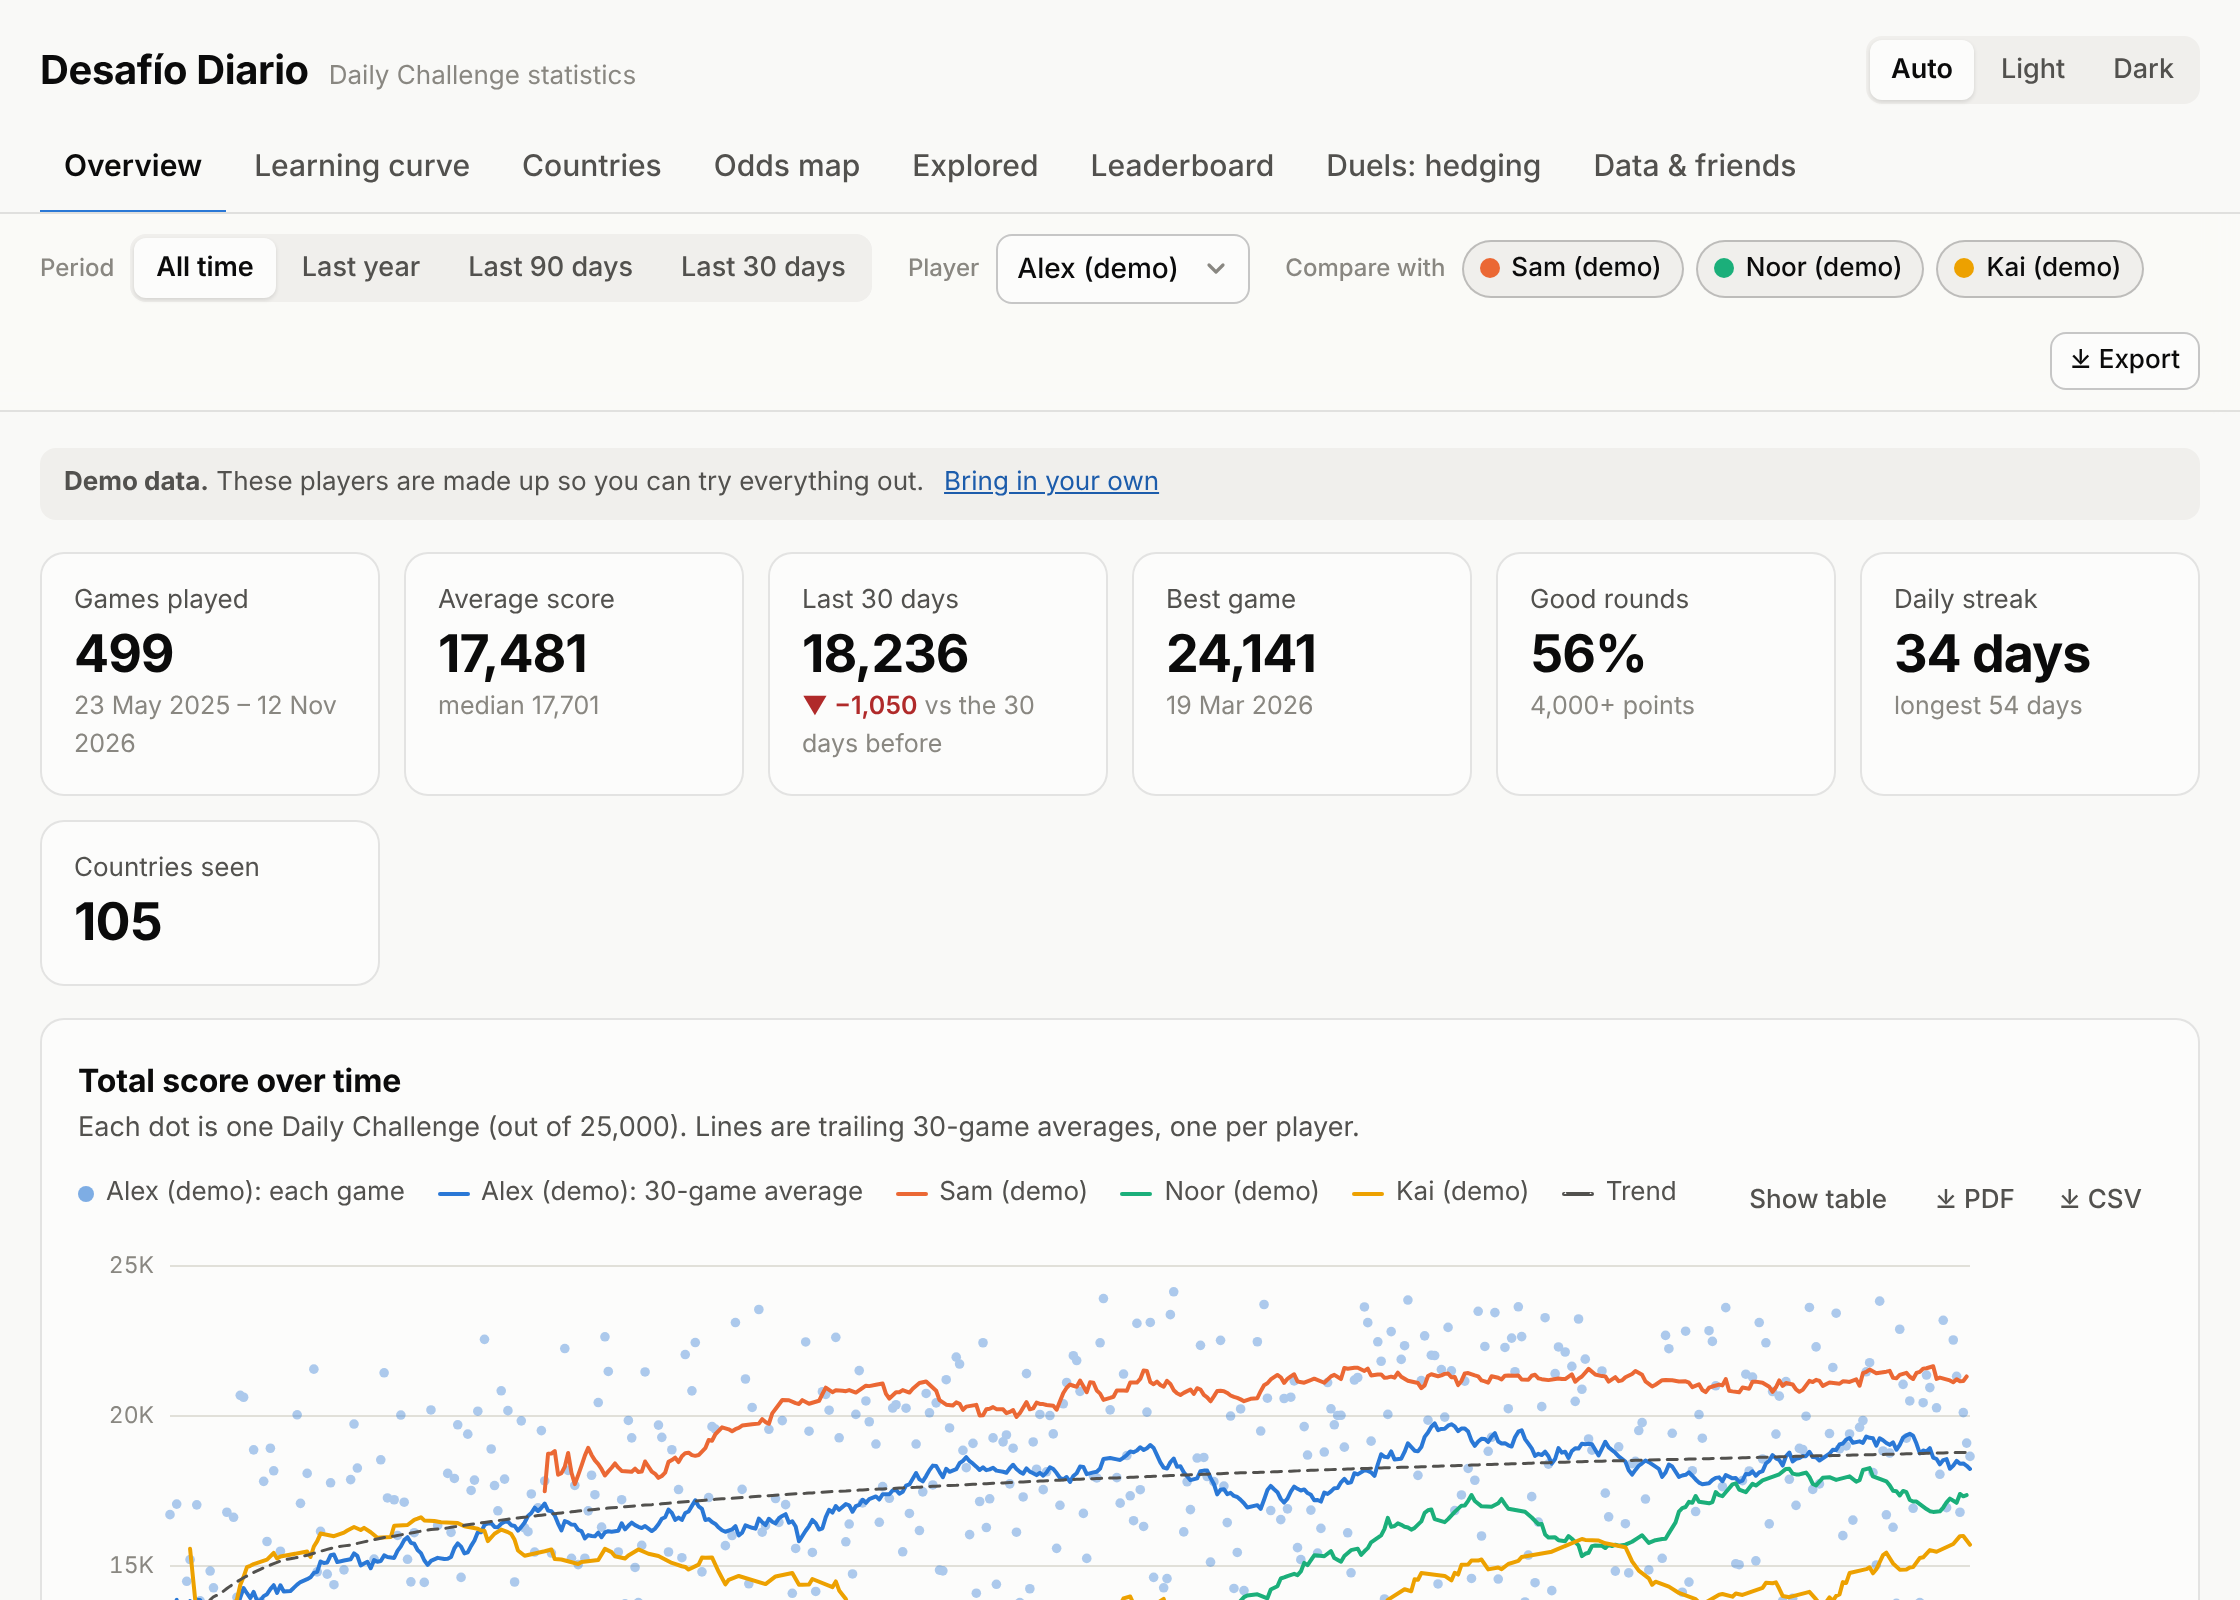 Desafío Diario Daily Challenge statistics
Auto Light Dark
Overview Learning curve Countries Odds map Explored Leaderboard Duels: hedging Data & friends
Period All time Last year Last 90 days Last 30 days Player Alex (demo) Compare with Sam (demo) Noor (demo) Kai (demo)
Export
Demo data. These players are made up so you can try everything out. Bring in your own
Games played
499
23 May 2025 – 12 Nov
2026
Average score
17,481
median 17,701
Last 30 days
18,236
▼ −1,050 vs the 30
days before
Best game
24,141
19 Mar 2026
Good rounds
56%
4,000+ points
Daily streak
34 days
longest 54 days
Countries seen
105
Total score over time
Each dot is one Daily Challenge (out of 25,000). Lines are trailing 30-game averages, one per player.
Alex (demo): each game Alex (demo): 30-game average Sam (demo) Noor (demo) Kai (demo) Trend
Show table PDF CSV
25K
20K
15K